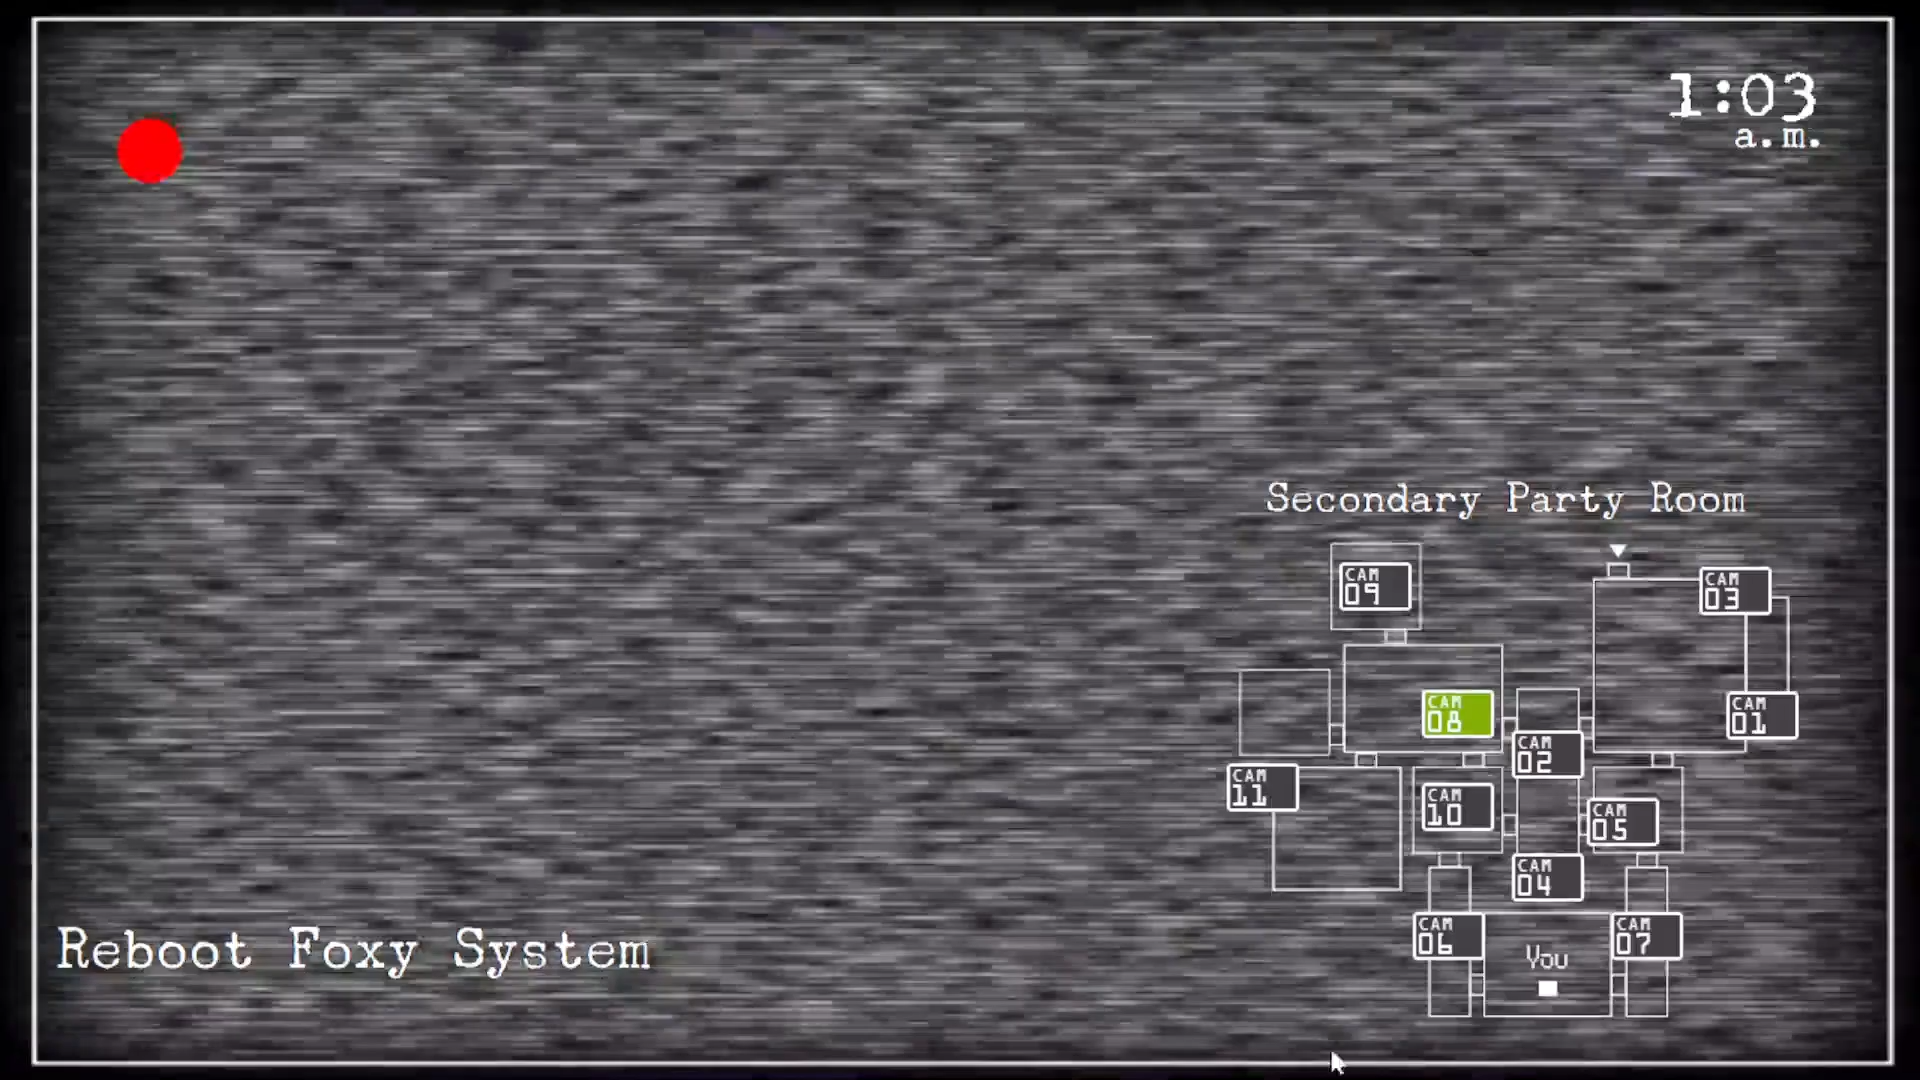 1:03
a.m.
Secondary Party Room
CAM 09
CAM 03
CAM 08
CAM 01
CAM 02
CAM 11
CAM 10
CAM 05
CAM 04
CAM 06
CAM 07
You
Reboot Foxy System